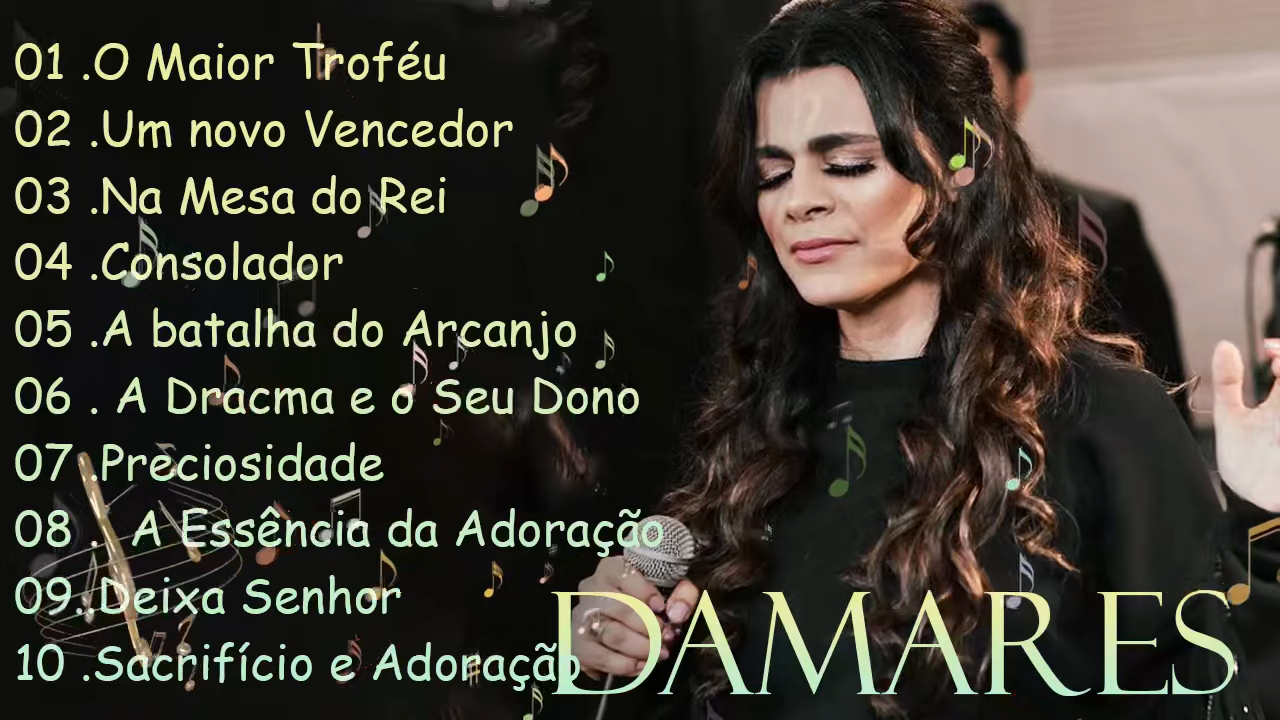 01 .O Maior Troféu
02 .Um novo Vencedor
03 .Na Mesa do Rei
04 .Consolador
05 .A batalha do Arcanjo
06 . A Dracma e o Seu Dono
07 .Preciosidade
08 . A Essência da Adoração
09. .Deixa Senhor
10 .Sacrifício e Adoração
DAMARES